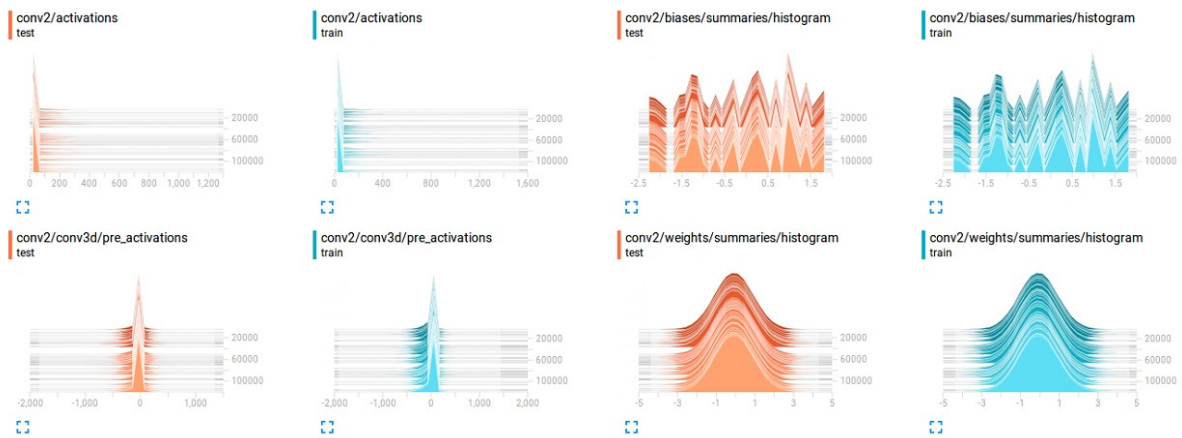 conv2/activations
test
20000
60000
100000
0 200 400 600 800 1,000 1,200
conv2/activations
train
20000
60000
100000
0 400 800 1,200 1,600
conv2/biases/summaries/histogram
test
20000
60000
100000
-2.5 -1.5 -0.5 0.5 1.5
conv2/biases/summaries/histogram
train
20000
60000
100000
-2.5 -1.5 -0.5 0.5 1.5
conv2/conv3d/pre_activations
test
20000
60000
100000
-2,000 -1,000 0 1,000
conv2/conv3d/pre_activations
train
20000
60000
100000
-2,000 -1,000 0 1,000 2,000
conv2/weights/summaries/histogram
test
20000
60000
100000
-5 -3 -1 1 3 5
conv2/weights/summaries/histogram
train
20000
60000
100000
-5 -3 -1 1 3 5